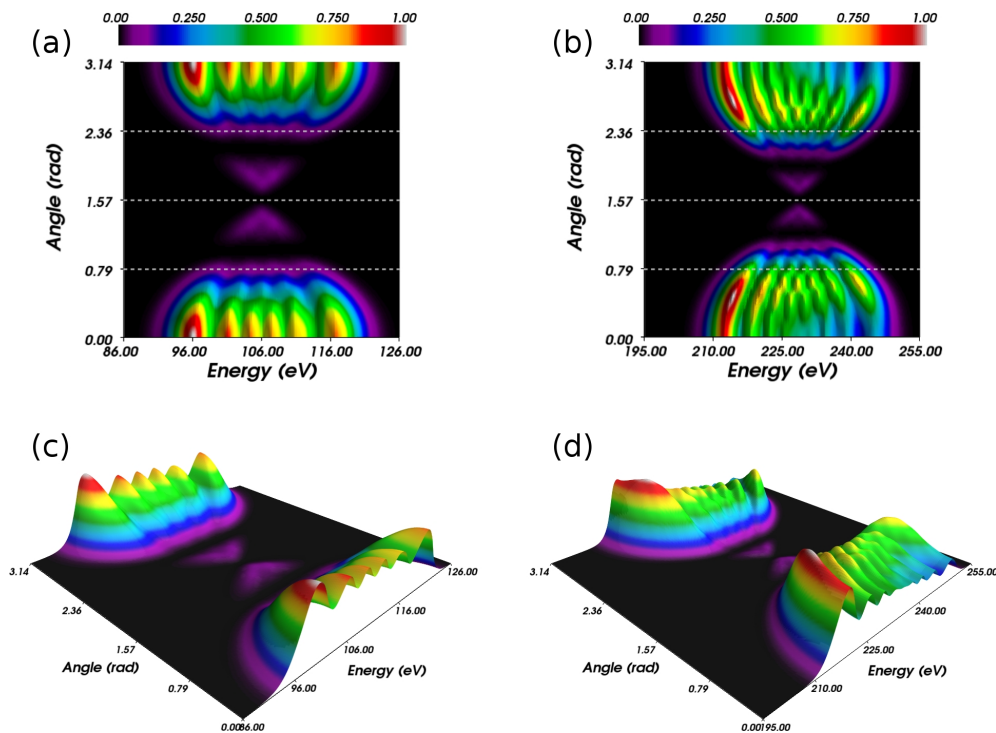 0.00 0.250 0.500 0.750 1.00
(a)
3.14
2.36
1.57
0.79
0.00
Angle (rad)
86.00 96.00 106.00 116.00 126.00
Energy (eV)
0.00 0.250 0.500 0.750 1.00
(b)
3.14
2.36
1.57
0.79
0.00
Angle (rad)
195.00 210.00 225.00 240.00 255.00
Energy (eV)
(c)
3.14
2.36
1.57
0.79
0.00
Angle (rad)
86.00
96.00
106.00
116.00
126.00
Energy (eV)
(d)
3.14
2.36
1.57
0.79
0.00
Angle (rad)
195.00
210.00
225.00
240.00
255.00
Energy (eV)